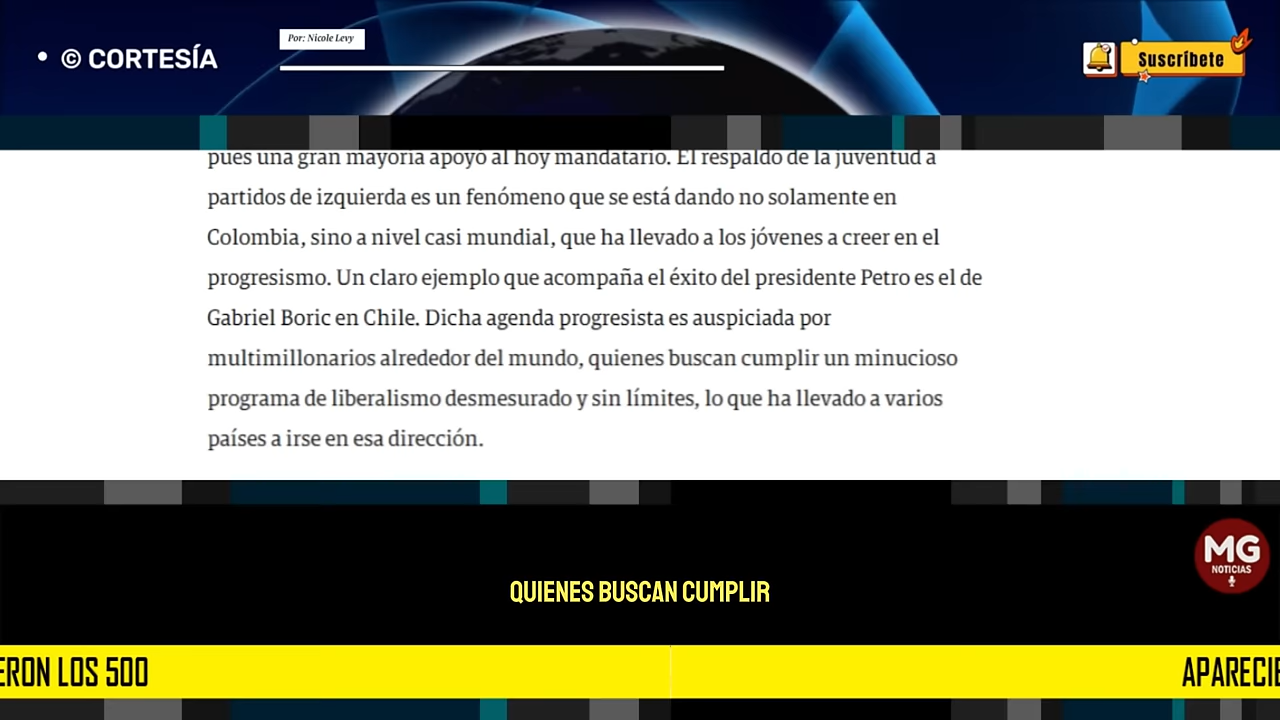 Por: Nicole Levy
• © CORTESÍA
Suscríbete
pues una gran mayoría apoyó al hoy mandatario. El respaldo de la juventud a
partidos de izquierda es un fenómeno que se está dando no solamente en
Colombia, sino a nivel casi mundial, que ha llevado a los jóvenes a creer en el
progresismo. Un claro ejemplo que acompaña el éxito del presidente Petro es el de
Gabriel Boric en Chile. Dicha agenda progresista es auspiciada por
multimillonarios alrededor del mundo, quienes buscan cumplir un minucioso
programa de liberalismo desmesurado y sin límites, lo que ha llevado a varios
países a irse en esa dirección.
MG
NOTICIAS
QUIENES BUSCAN CUMPLIR
ERON LOS 500
APARECIE